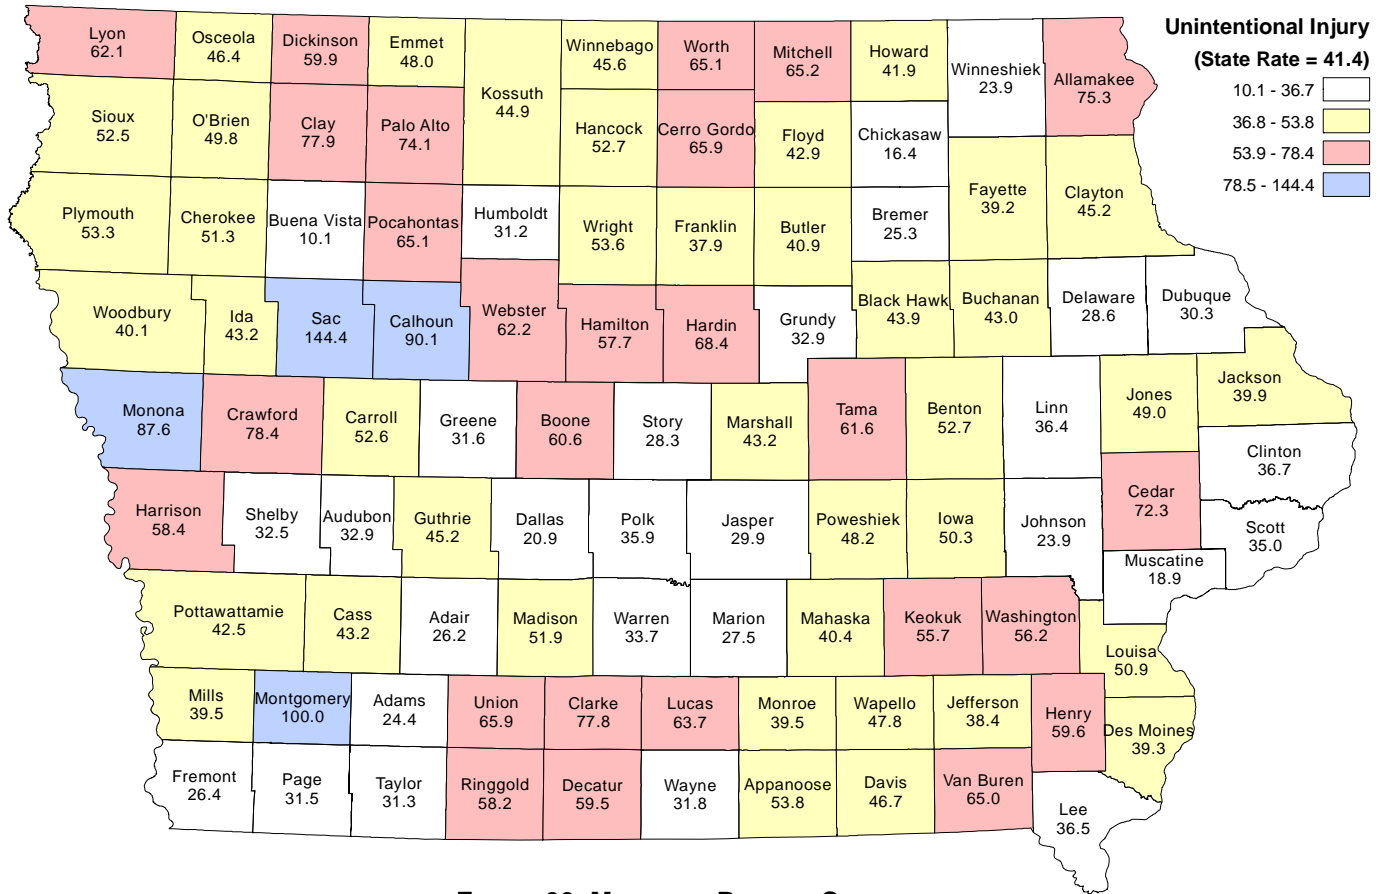 Unintentional Injury
(State Rate = 41.4)
10.1 - 36.7
36.8 - 53.8
53.9 - 78.4
78.5 - 144.4
Lyon
62.1
Osceola
46.4
Dickinson
59.9
Emmet
48.0
Kossuth
44.9
Winnebago
45.6
Worth
65.1
Mitchell
65.2
Howard
41.9
Winneshiek
23.9
Allamakee
75.3
Sioux
52.5
O'Brien
49.8
Clay
77.9
Palo Alto
74.1
Hancock
52.7
Cerro Gordo
65.9
Floyd
42.9
Chickasaw
16.4
Plymouth
53.3
Cherokee
51.3
Buena Vista
10.1
Pocahontas
65.1
Humboldt
31.2
Wright
53.6
Franklin
37.9
Butler
40.9
Bremer
25.3
Fayette
39.2
Clayton
45.2
Woodbury
40.1
Ida
43.2
Sac
144.4
Calhoun
90.1
Webster
62.2
Hamilton
57.7
Hardin
68.4
Grundy
32.9
Black Hawk
43.9
Buchanan
43.0
Delaware
28.6
Dubuque
30.3
Monona
87.6
Crawford
78.4
Carroll
52.6
Greene
31.6
Boone
60.6
Story
28.3
Marshall
43.2
Tama
61.6
Benton
52.7
Linn
36.4
Jones
49.0
Jackson
39.9
Clinton
36.7
Harrison
58.4
Shelby
32.5
Audubon
32.9
Guthrie
45.2
Dallas
20.9
Polk
35.9
Jasper
29.9
Poweshiek
48.2
Iowa
50.3
Johnson
23.9
Cedar
72.3
Scott
35.0
Muscatine
18.9
Pottawattamie
42.5
Cass
43.2
Adair
26.2
Madison
51.9
Warren
33.7
Marion
27.5
Mahaska
40.4
Keokuk
55.7
Washington
56.2
Louisa
50.9
Mills
39.5
Montgomery
100.0
Adams
24.4
Union
65.9
Clarke
77.8
Lucas
63.7
Monroe
39.5
Wapello
47.8
Jefferson
38.4
Henry
59.6
Des Moines
39.3
Fremont
26.4
Page
31.5
Taylor
31.3
Ringgold
58.2
Decatur
59.5
Wayne
31.8
Appanoose
53.8
Davis
46.7
Van Buren
65.0
Lee
36.5